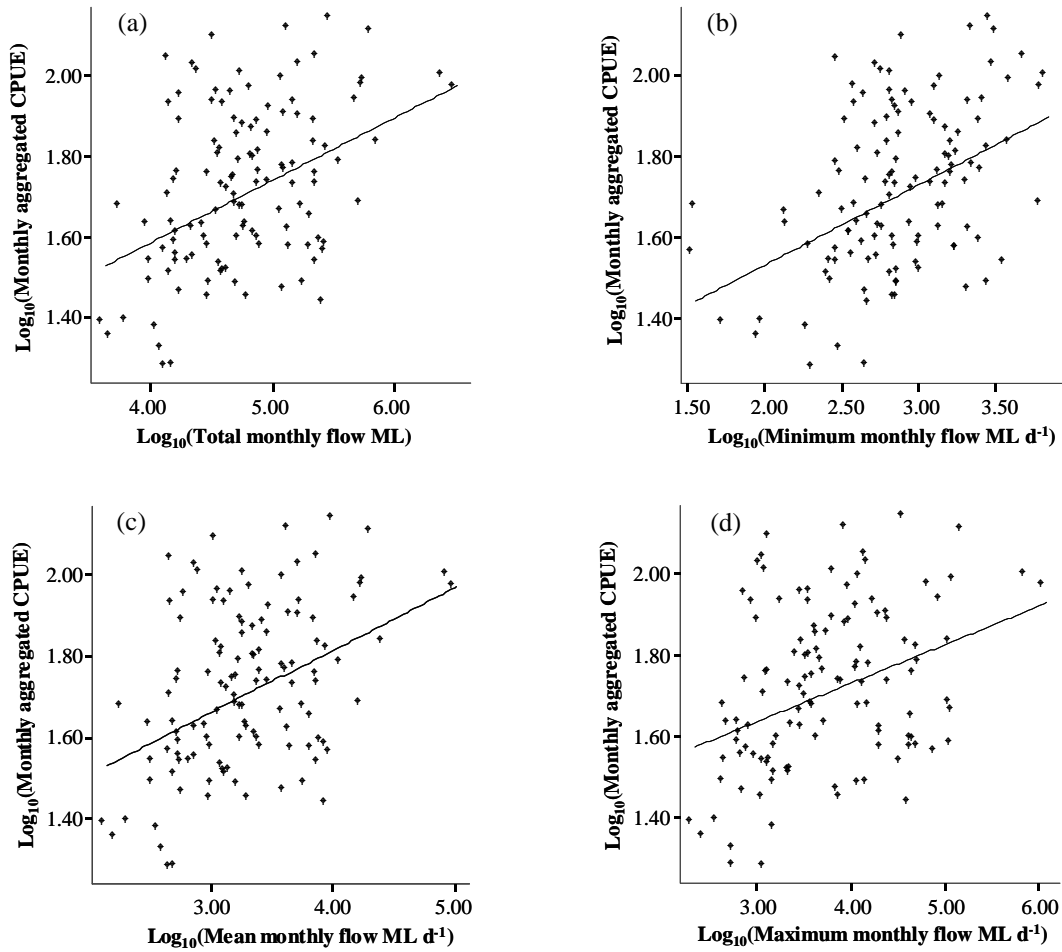 (a)
Log10(Monthly aggregated CPUE)
2.00
1.80
1.60
1.40
4.00 5.00 6.00
Log10(Total monthly flow ML)
(b)
Log10(Monthly aggregated CPUE)
2.00
1.80
1.60
1.40
1.50 2.00 2.50 3.00 3.50
Log10(Minimum monthly flow ML d-1)
(c)
Log10(Monthly aggregated CPUE)
2.00
1.80
1.60
1.40
3.00 4.00 5.00
Log10(Mean monthly flow ML d-1)
(d)
Log10(Monthly aggregated CPUE)
2.00
1.80
1.60
1.40
3.00 4.00 5.00 6.00
Log10(Maximum monthly flow ML d-1)